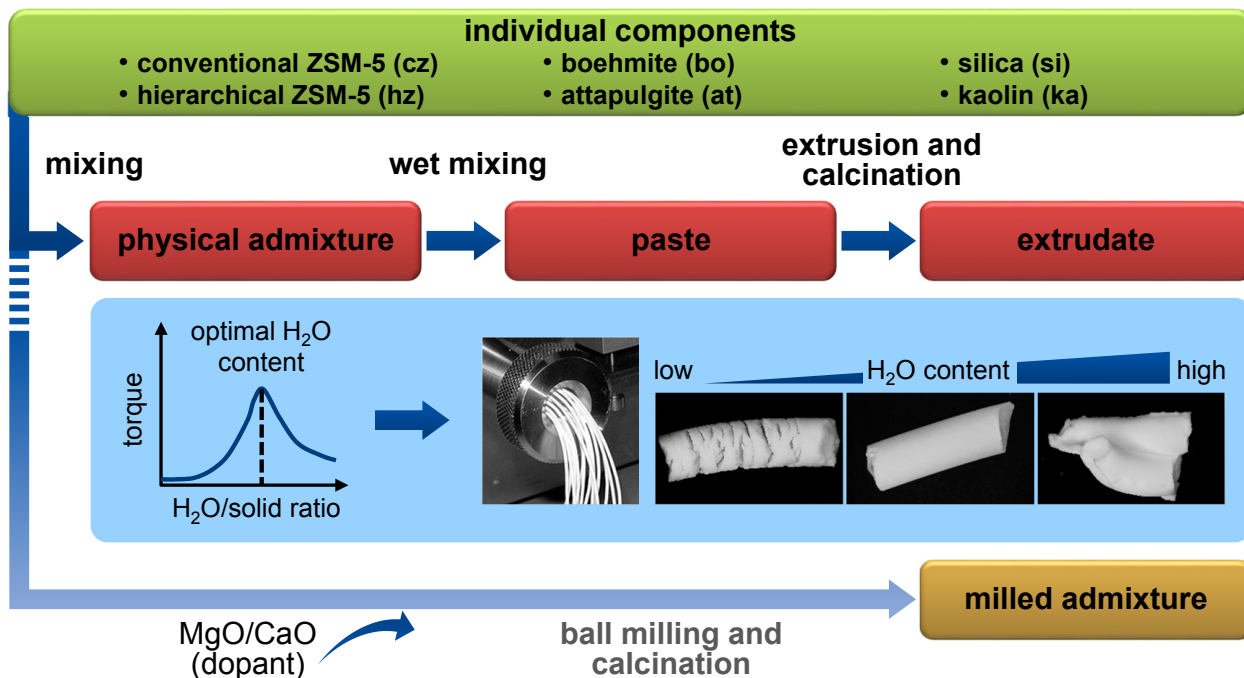 individual components
• conventional ZSM-5 (cz)
• hierarchical ZSM-5 (hz)
• boehmite (bo)
• attapulgite (at)
• silica (si)
• kaolin (ka)
mixing
wet mixing
extrusion and
calcination
physical admixture
paste
extrudate
optimal H₂O
content
torque
H₂O/solid ratio
low
H₂O content
high
milled admixture
MgO/CaO
(dopant)
ball milling and
calcination